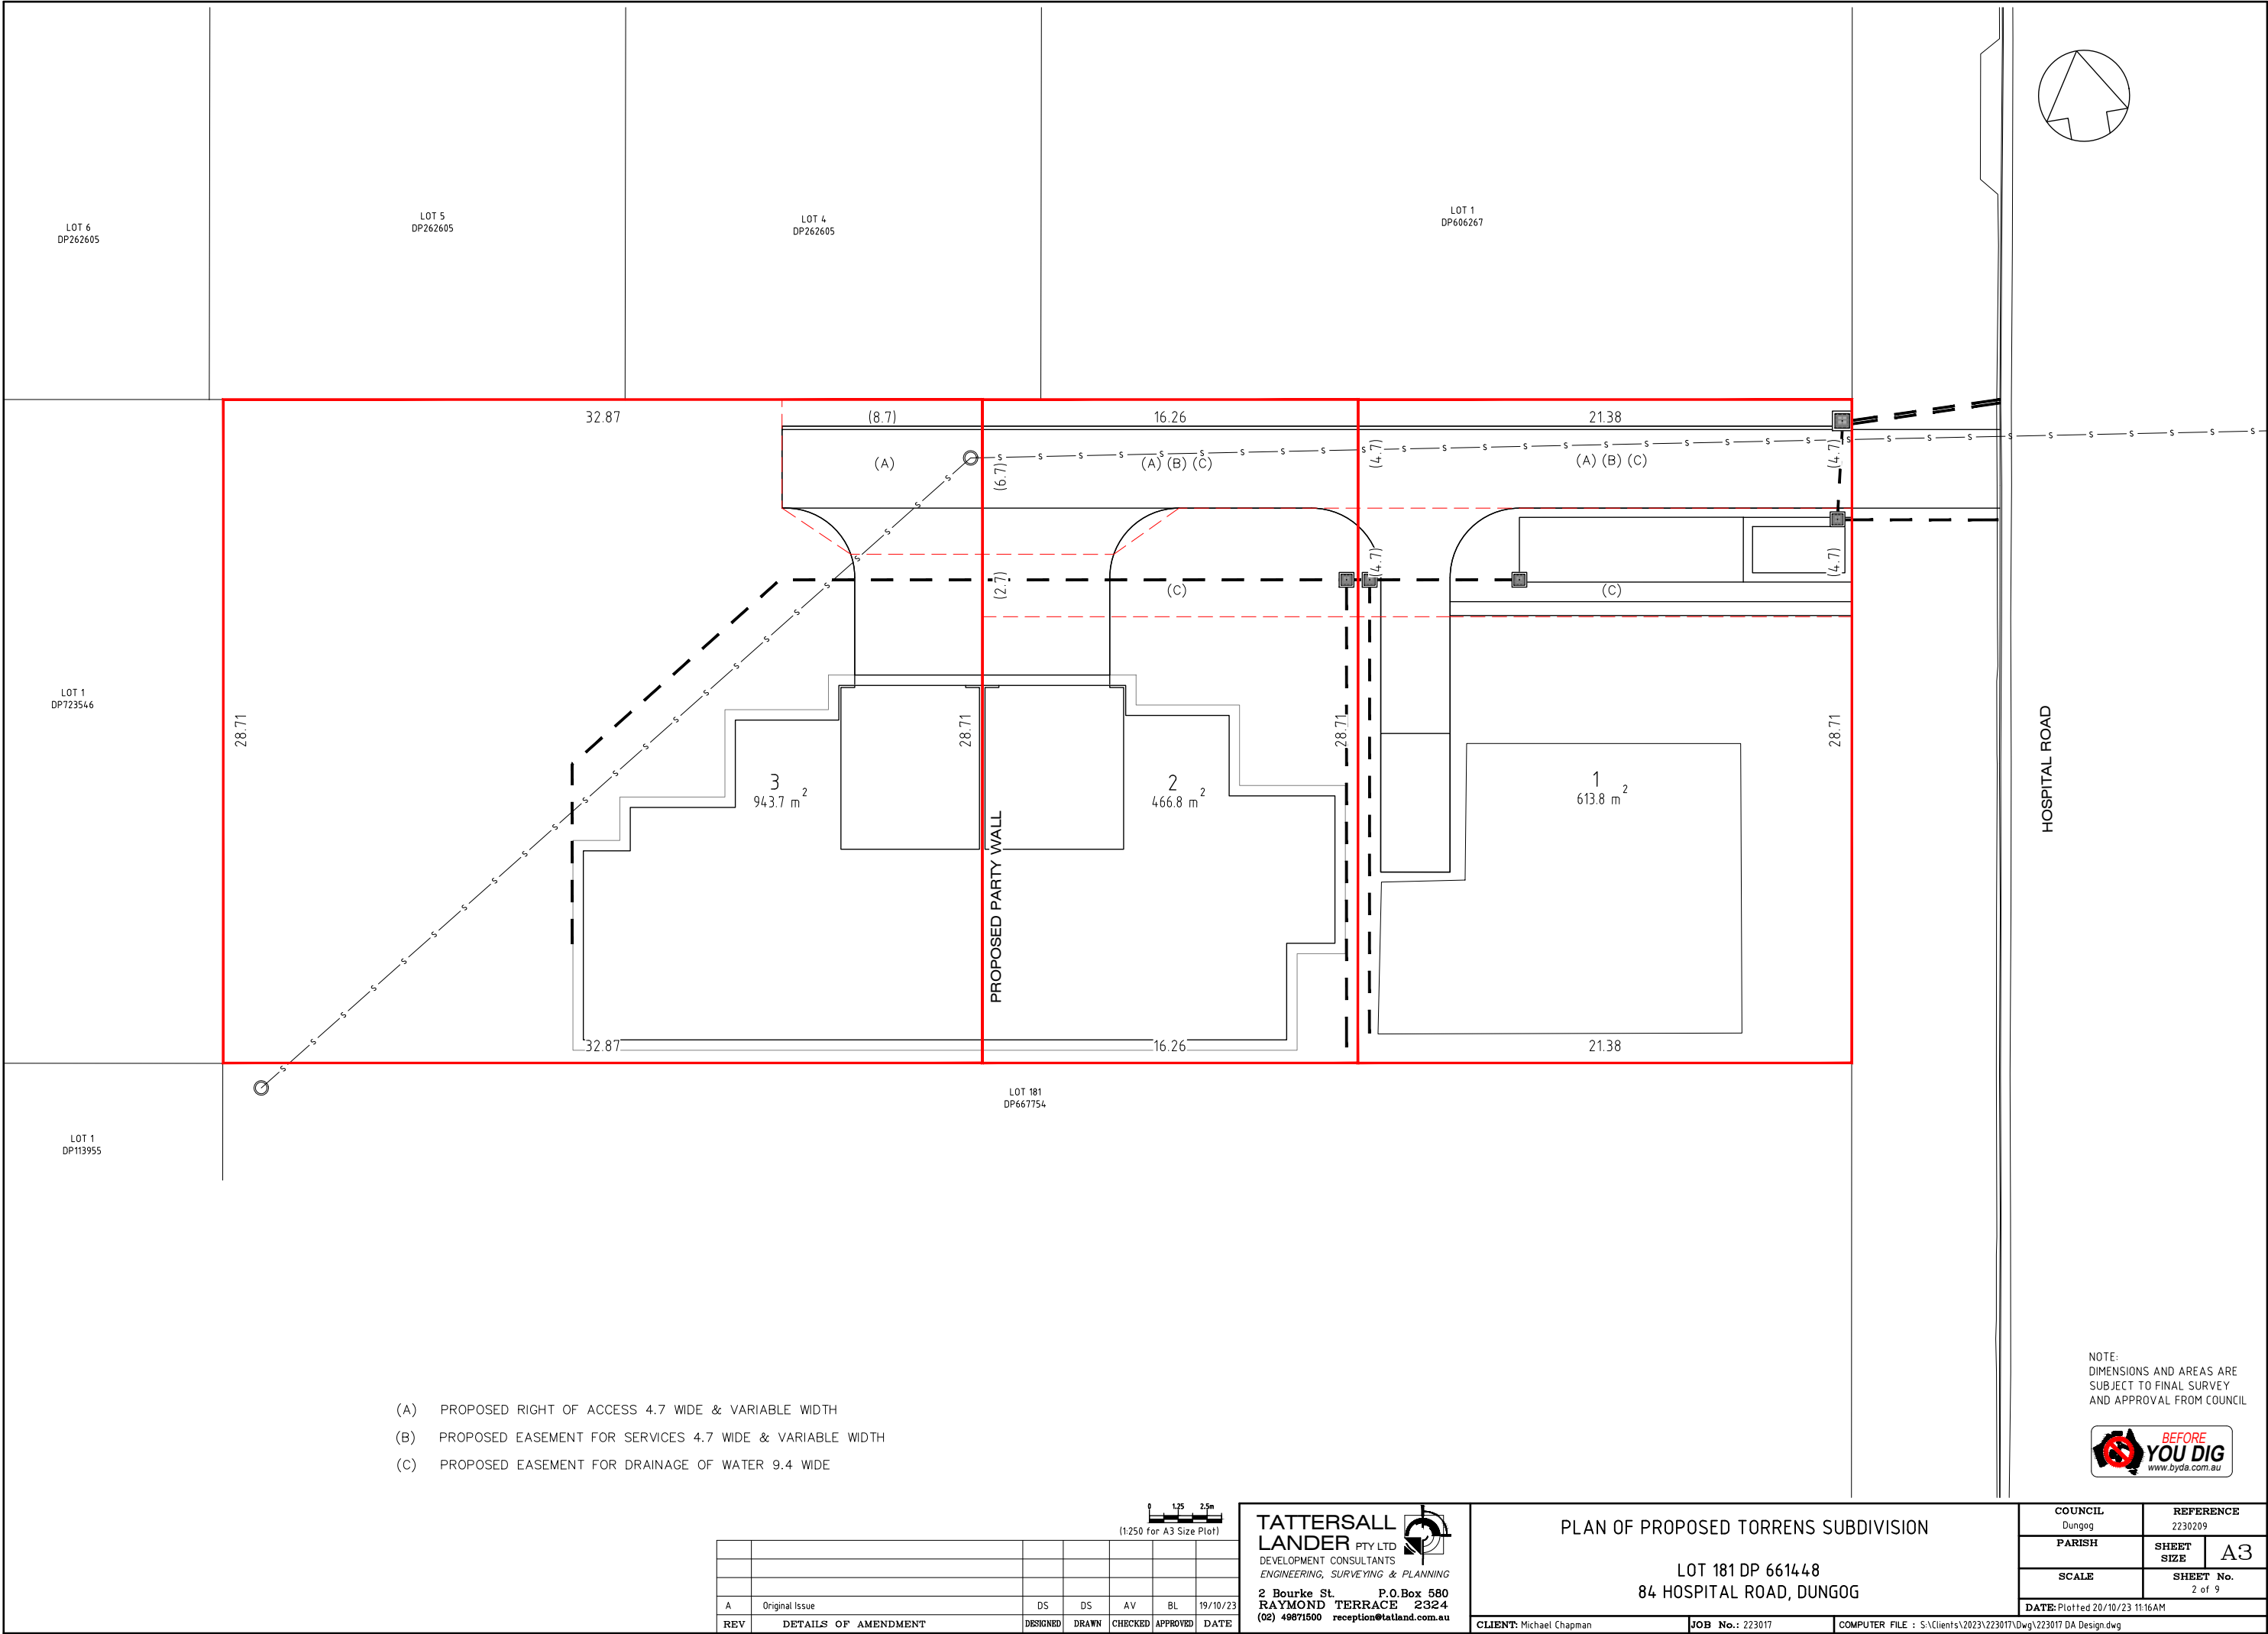 LOT 6
DP262605
LOT 5
DP262605
LOT 4
DP262605
LOT 1
DP606267
32.87
(8.7)
16.26
21.38
(A)
(6.7)
(A) (B) (C)
(4.7)
(A) (B) (C)
(4.7)
S S S S S S S S S S S S S S S S S S S S S S S S S S S S S S
(2.7)
(C)
(4.7)
(C)
(4.7)
LOT 1
DP723546
28.71
28.71
28.71
28.71
HOSPITAL ROAD
3
943.7 m²
2
466.8 m²
1
613.8 m²
PROPOSED PARTY WALL
32.87
16.26
21.38
LOT 181
DP667754
LOT 1
DP113955
(A) PROPOSED RIGHT OF ACCESS 4.7 WIDE & VARIABLE WIDTH
(B) PROPOSED EASEMENT FOR SERVICES 4.7 WIDE & VARIABLE WIDTH
(C) PROPOSED EASEMENT FOR DRAINAGE OF WATER 9.4 WIDE
NOTE:
DIMENSIONS AND AREAS ARE
SUBJECT TO FINAL SURVEY
AND APPROVAL FROM COUNCIL
BEFORE
YOU DIG
www.byda.com.au
0 1.25 2.5m
(1:250 for A3 Size Plot)
A Original Issue DS DS AV BL 19/10/23
REV DETAILS OF AMENDMENT DESIGNED DRAWN CHECKED APPROVED DATE
TATTERSALL
LANDER PTY LTD
DEVELOPMENT CONSULTANTS
ENGINEERING, SURVEYING & PLANNING
2 Bourke St. P.O.Box 580
RAYMOND TERRACE 2324
(02) 49871500 reception@tatland.com.au
PLAN OF PROPOSED TORRENS SUBDIVISION
LOT 181 DP 661448
84 HOSPITAL ROAD, DUNGOG
CLIENT: Michael Chapman
JOB No.: 223017
COMPUTER FILE : S:\Clients\2023\223017\Dwg\223017 DA Design.dwg
COUNCIL
Dungog
REFERENCE
2230209
PARISH
SHEET
SIZE
A3
SCALE
SHEET No.
2 of 9
DATE: Plotted 20/10/23 11:16AM